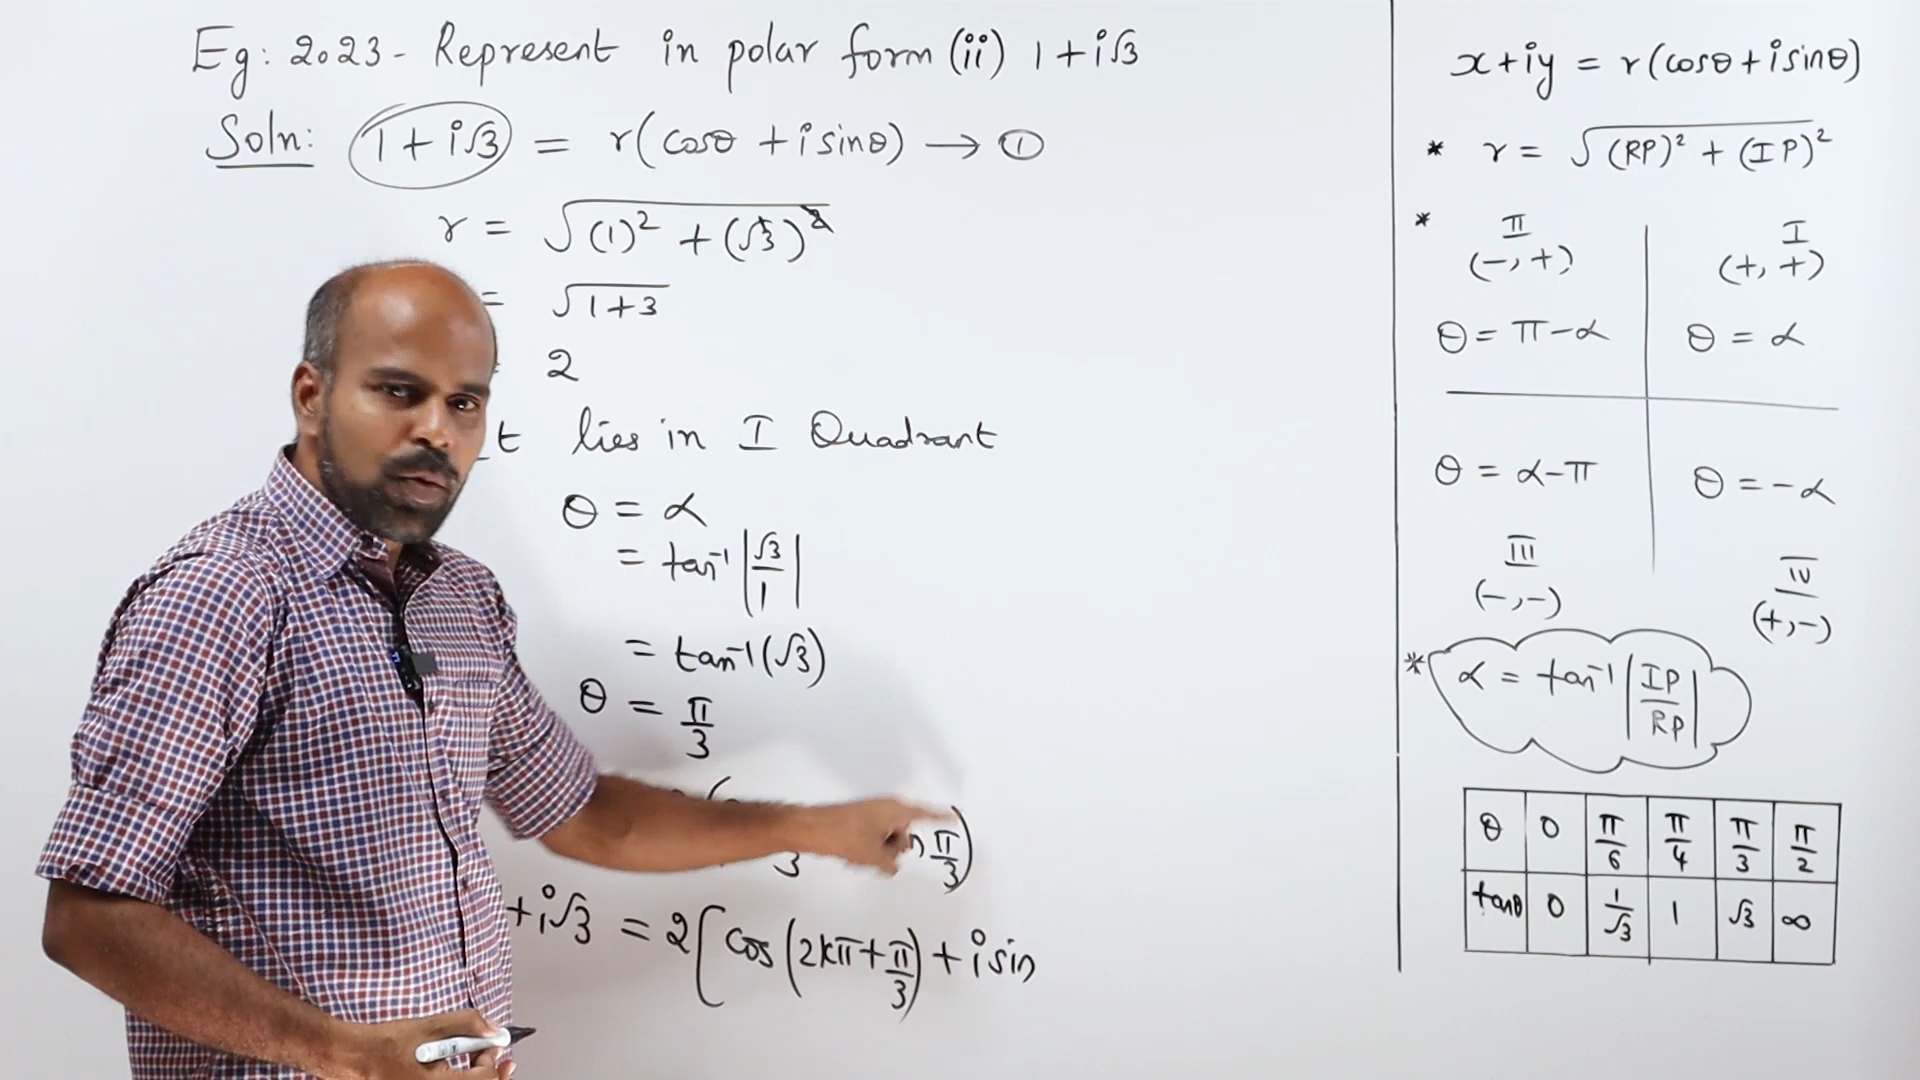 Eg: 2023 - Represent in polar form (ii) 1+i√3
Soln: 1+i√3 = r(cosθ + i sinθ) → ①
r = √(1)² + (√3)²
= √1+3
= 2
lies in I Quadrant
θ = α
= tan⁻¹ |√3/1|
= tan⁻¹(√3)
θ = π/3
π/3)
+i√3 = 2[cos (2kπ+π/3) + i sin
x+iy = r(cosθ+i sinθ)
* r = √(RP)² + (IP)²
* II
(-,+)
θ = π-α
I
(+,+)
θ = α
θ = α-π
III
(-,-)
θ = -α
IV
(+,-)
* α = tan⁻¹ |IP/RP|
θ 0 π/6 π/4 π/3 π/2
tanθ 0 1/√3 1 √3 ∞